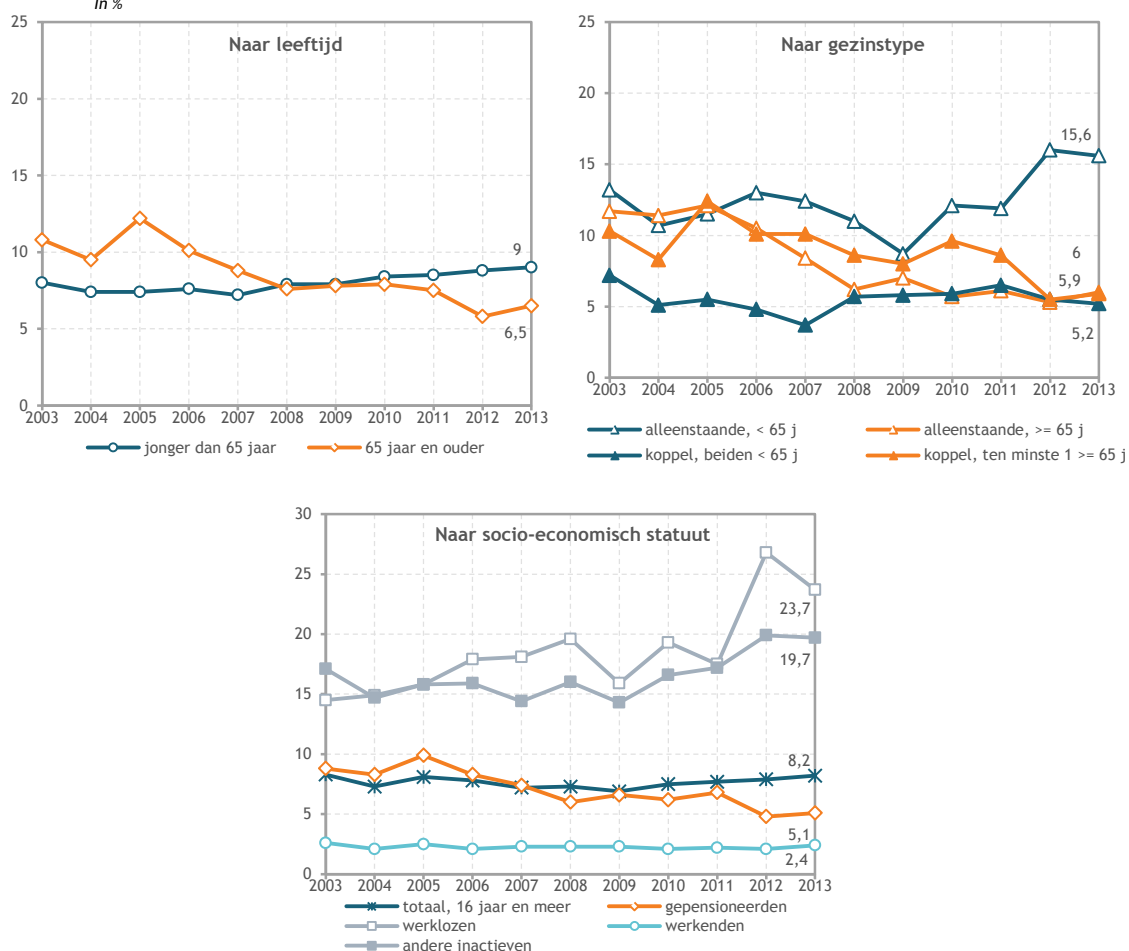 In %
Naar leeftijd
25
20
15
10
5
0
9
6,5
2003 2004 2005 2006 2007 2008 2009 2010 2011 2012 2013
jonger dan 65 jaar 65 jaar en ouder
Naar gezinstype
25
20
15
10
5
0
15,6
6
5,9
5,2
2003 2004 2005 2006 2007 2008 2009 2010 2011 2012 2013
alleenstaande, < 65 j alleenstaande, >= 65 j
koppel, beiden < 65 j koppel, ten minste 1 >= 65 j
Naar socio-economisch statuut
30
25
20
15
10
5
0
23,7
19,7
8,2
5,1
2,4
2003 2004 2005 2006 2007 2008 2009 2010 2011 2012 2013
totaal, 16 jaar en meer gepensioneerden
werklozen werkenden
andere inactieven